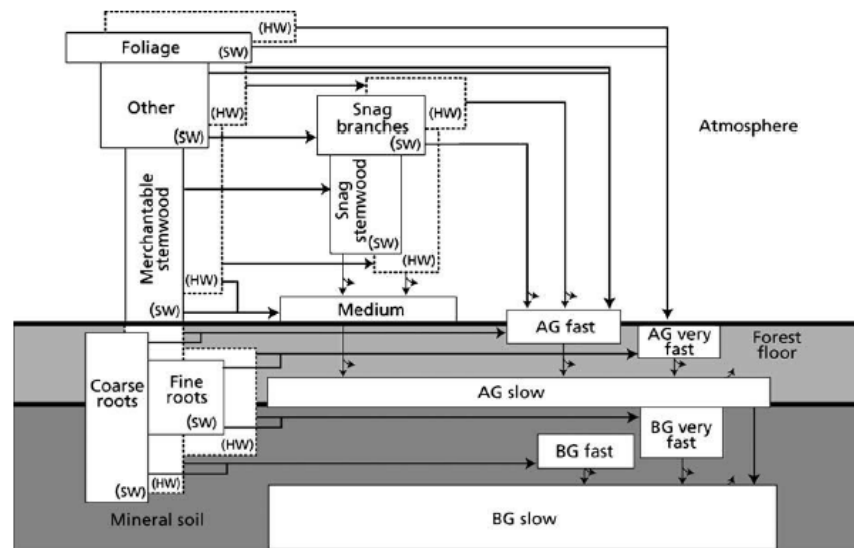 (HW)
Foliage
(SW)
Other
(HW)
(SW)
Snag
branches
(HW)
(SW)
Atmosphere
Merchantable
stemwood
Snag
stemwood
(SW)
(HW)
(HW)
(SW)
Medium
AG fast
AG very
fast
Forest
floor
Coarse
roots
Fine
roots
(SW)
(HW)
AG slow
BG very
fast
BG fast
(SW)
(HW)
Mineral soil
BG slow